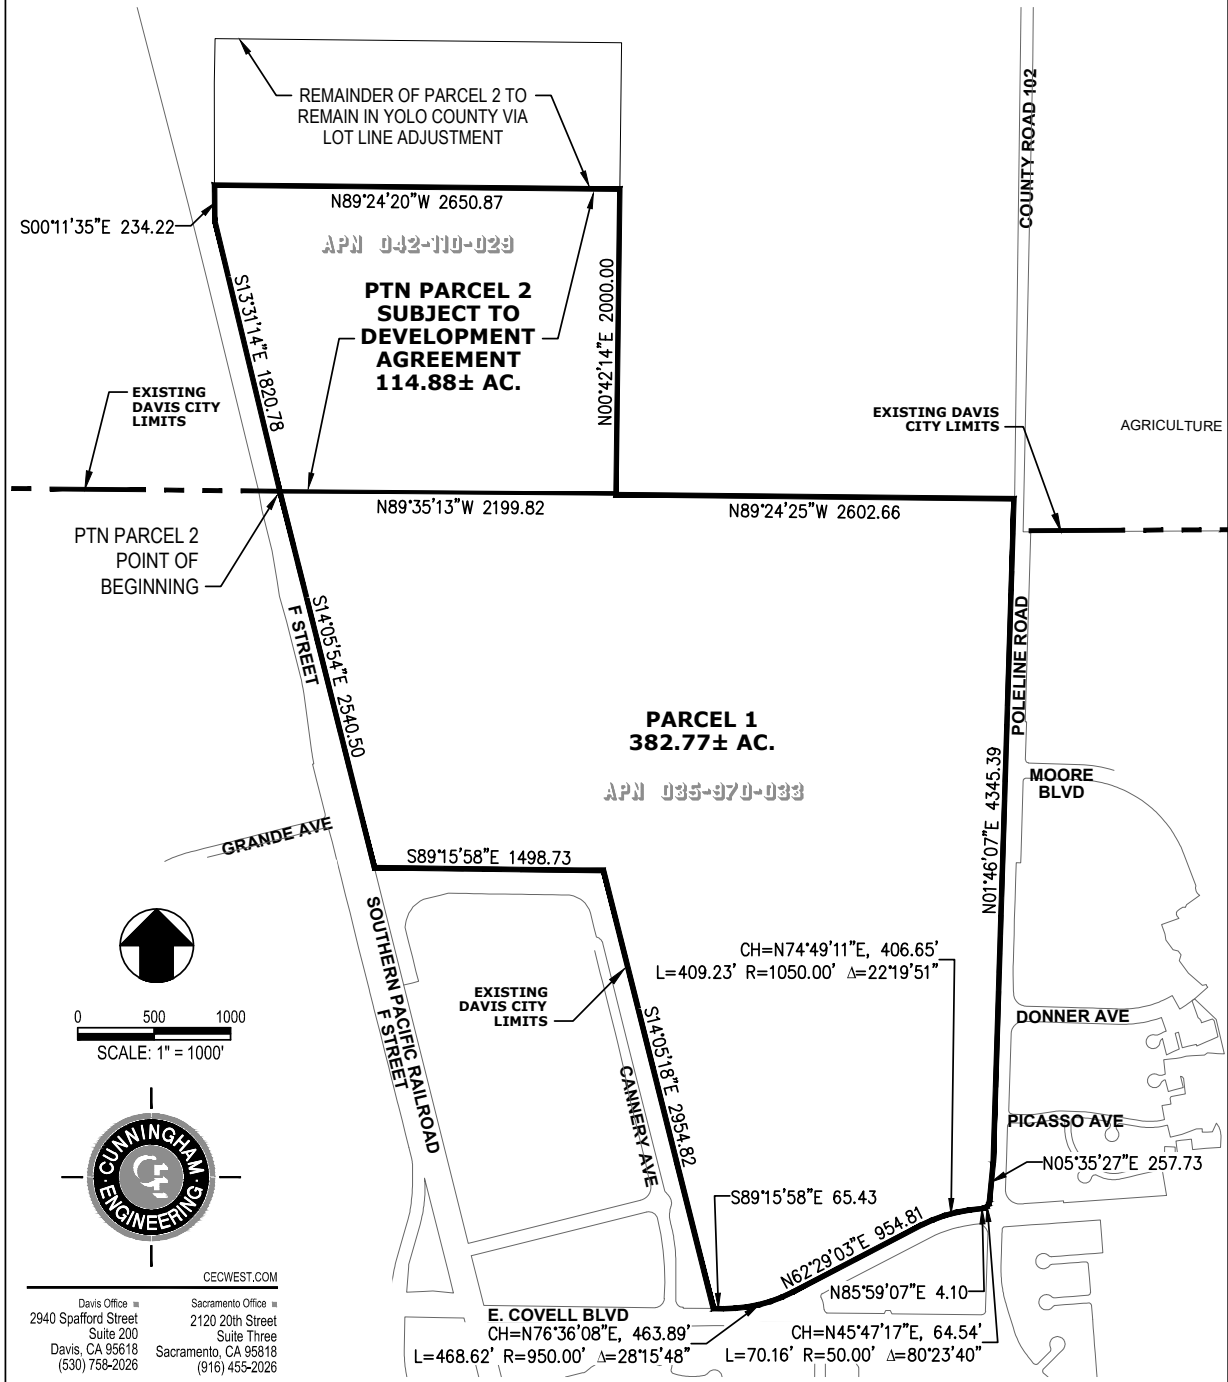 REMAINDER OF PARCEL 2 TO
REMAIN IN YOLO COUNTY VIA
LOT LINE ADJUSTMENT
COUNTY ROAD 102
N89°24'20"W 2650.87
S00°11'35"E 234.22
APN 042-110-029
PTN PARCEL 2
SUBJECT TO
DEVELOPMENT
AGREEMENT
114.88± AC.
S13°31'14"E 1820.78
N00°42'14"E 2000.00
EXISTING
DAVIS CITY
LIMITS
EXISTING DAVIS
CITY LIMITS
AGRICULTURE
N89°35'13"W 2199.82
N89°24'25"W 2602.66
PTN PARCEL 2
POINT OF
BEGINNING
F STREET
S14°05'54"E 2540.50
POLELINE ROAD
PARCEL 1
382.77± AC.
APN 035-970-033
N01°46'07"E 4345.39
MOORE
BLVD
GRANDE AVE
S89°15'58"E 1498.73
SOUTHERN PACIFIC RAILROAD
F STREET
CH=N74°49'11"E, 406.65'
L=409.23' R=1050.00' Δ=22°19'51"
EXISTING
DAVIS CITY
LIMITS
S14°05'18"E 2954.82
CANNERY AVE
DONNER AVE
PICASSO AVE
N05°35'27"E 257.73
0 500 1000
SCALE: 1" = 1000'
CUNNINGHAM
ENGINEERING
CE
S89°15'58"E 65.43
N62°29'03"E 954.81
N85°59'07"E 4.10
E. COVELL BLVD
CH=N76°36'08"E, 463.89'
L=468.62' R=950.00' Δ=28°15'48"
CH=N45°47'17"E, 64.54'
L=70.16' R=50.00' Δ=80°23'40"
CECWEST.COM
Davis Office
2940 Spafford Street
Suite 200
Davis, CA 95618
(530) 758-2026
Sacramento Office
2120 20th Street
Suite Three
Sacramento, CA 95818
(916) 455-2026